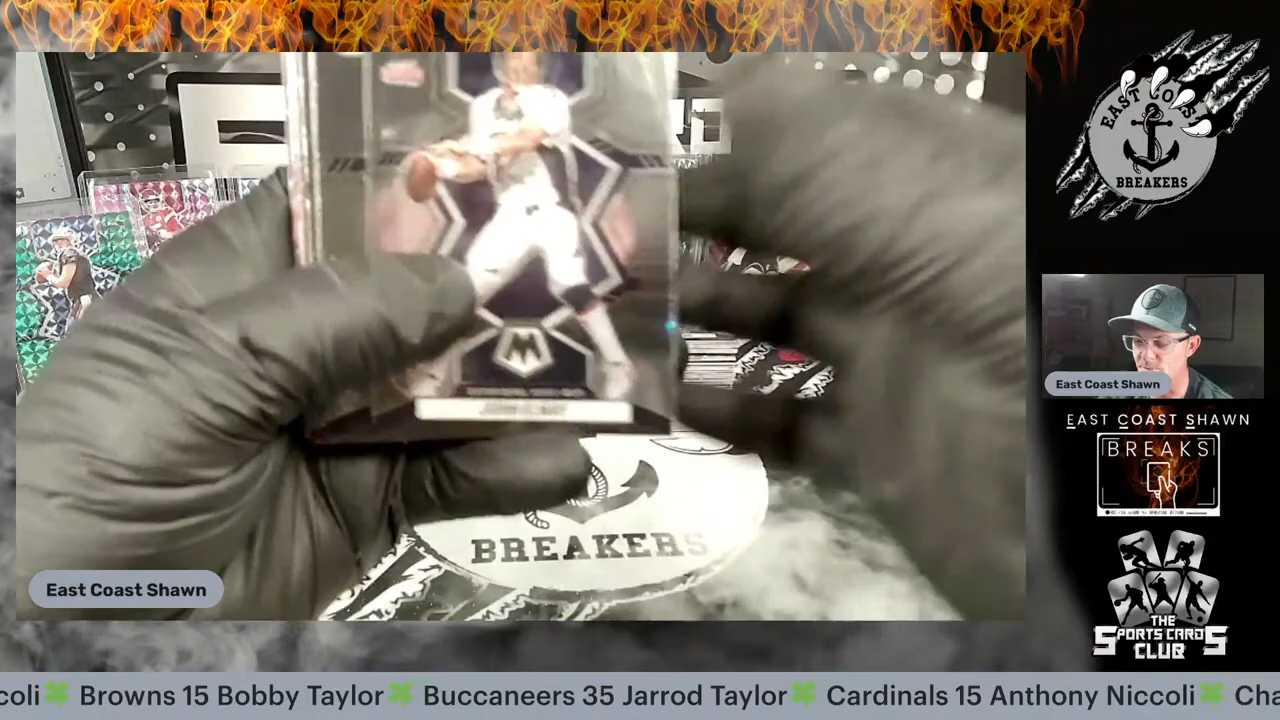 EAST COAST
BREAKERS
East Coast Shawn
EAST COAST SHAWN
BREAKS
THE
SPORTS CARDS
CLUB
M
BREAKERS
East Coast Shawn
coli🍀 Browns 15 Bobby Taylor🍀 Buccaneers 35 Jarrod Taylor🍀 Cardinals 15 Anthony Niccoli🍀 Cha